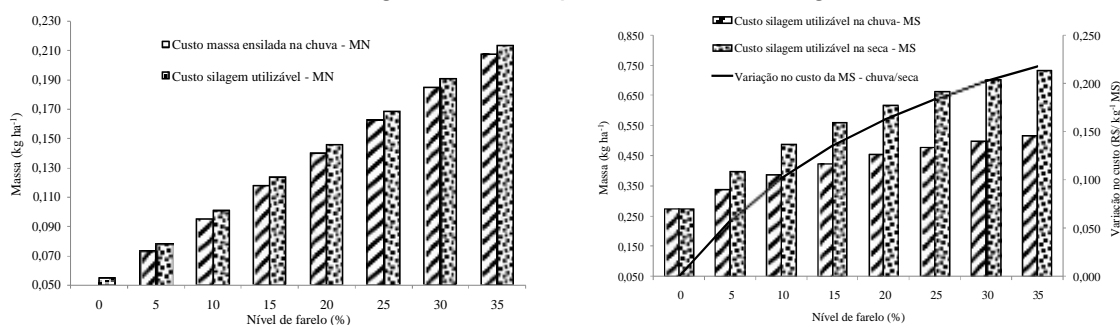 0,230
0,210
0,190
0,170
0,150
0,130
0,110
0,090
0,070
0,050
Massa (kg ha-1)
Custo massa ensilada na chuva - MN
Custo silagem utilizável - MN
0 5 10 15 20 25 30 35
Nível de farelo (%)
Custo silagem utilizável na chuva- MS
Custo silagem utilizável na seca - MS
Variação no custo da MS - chuva/seca
0,850
0,750
0,650
0,550
0,450
0,350
0,250
0,150
0,050
Massa (kg ha-1)
0,250
0,200
0,150
0,100
0,050
0,000
Variação no custo (R$/ kg-1 MS)
0 5 10 15 20 25 30 35
Nível de farelo (%)